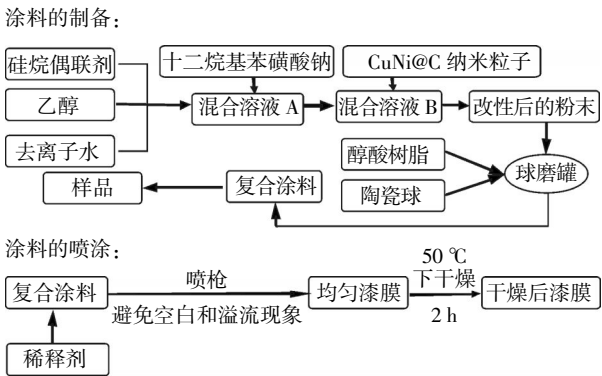 涂料的制备：
硅烷偶联剂
乙醇
去离子水
十二烷基苯磺酸钠
CuNi@C 纳米粒子
混合溶液 A
混合溶液 B
改性后的粉末
醇酸树脂
陶瓷球
球磨罐
复合涂料
样品
涂料的喷涂：
复合涂料
稀释剂
喷枪
避免空白和溢流现象
均匀漆膜
50 ℃
下干燥
2 h
干燥后漆膜